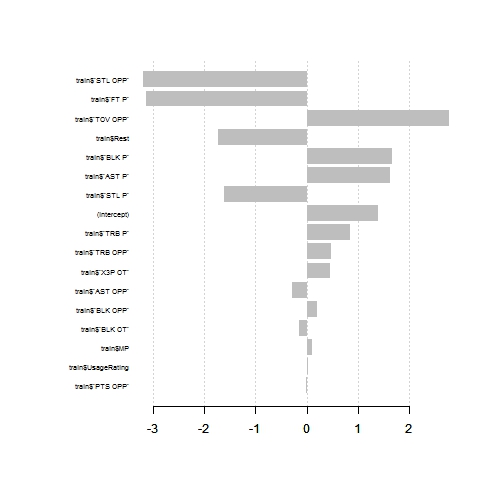 train$`STL OPP`
train$`FT P`
train$`TOV OPP`
train$Rest
train$`BLK P`
train$`AST P`
train$`STL P`
(Intercept)
train$`TRB P`
train$`TRB OPP`
train$`X3P OT`
train$`AST OPP`
train$`BLK OPP`
train$`BLK OT`
train$MP
train$UsageRating
train$`PTS OPP`
-3 -2 -1 0 1 2